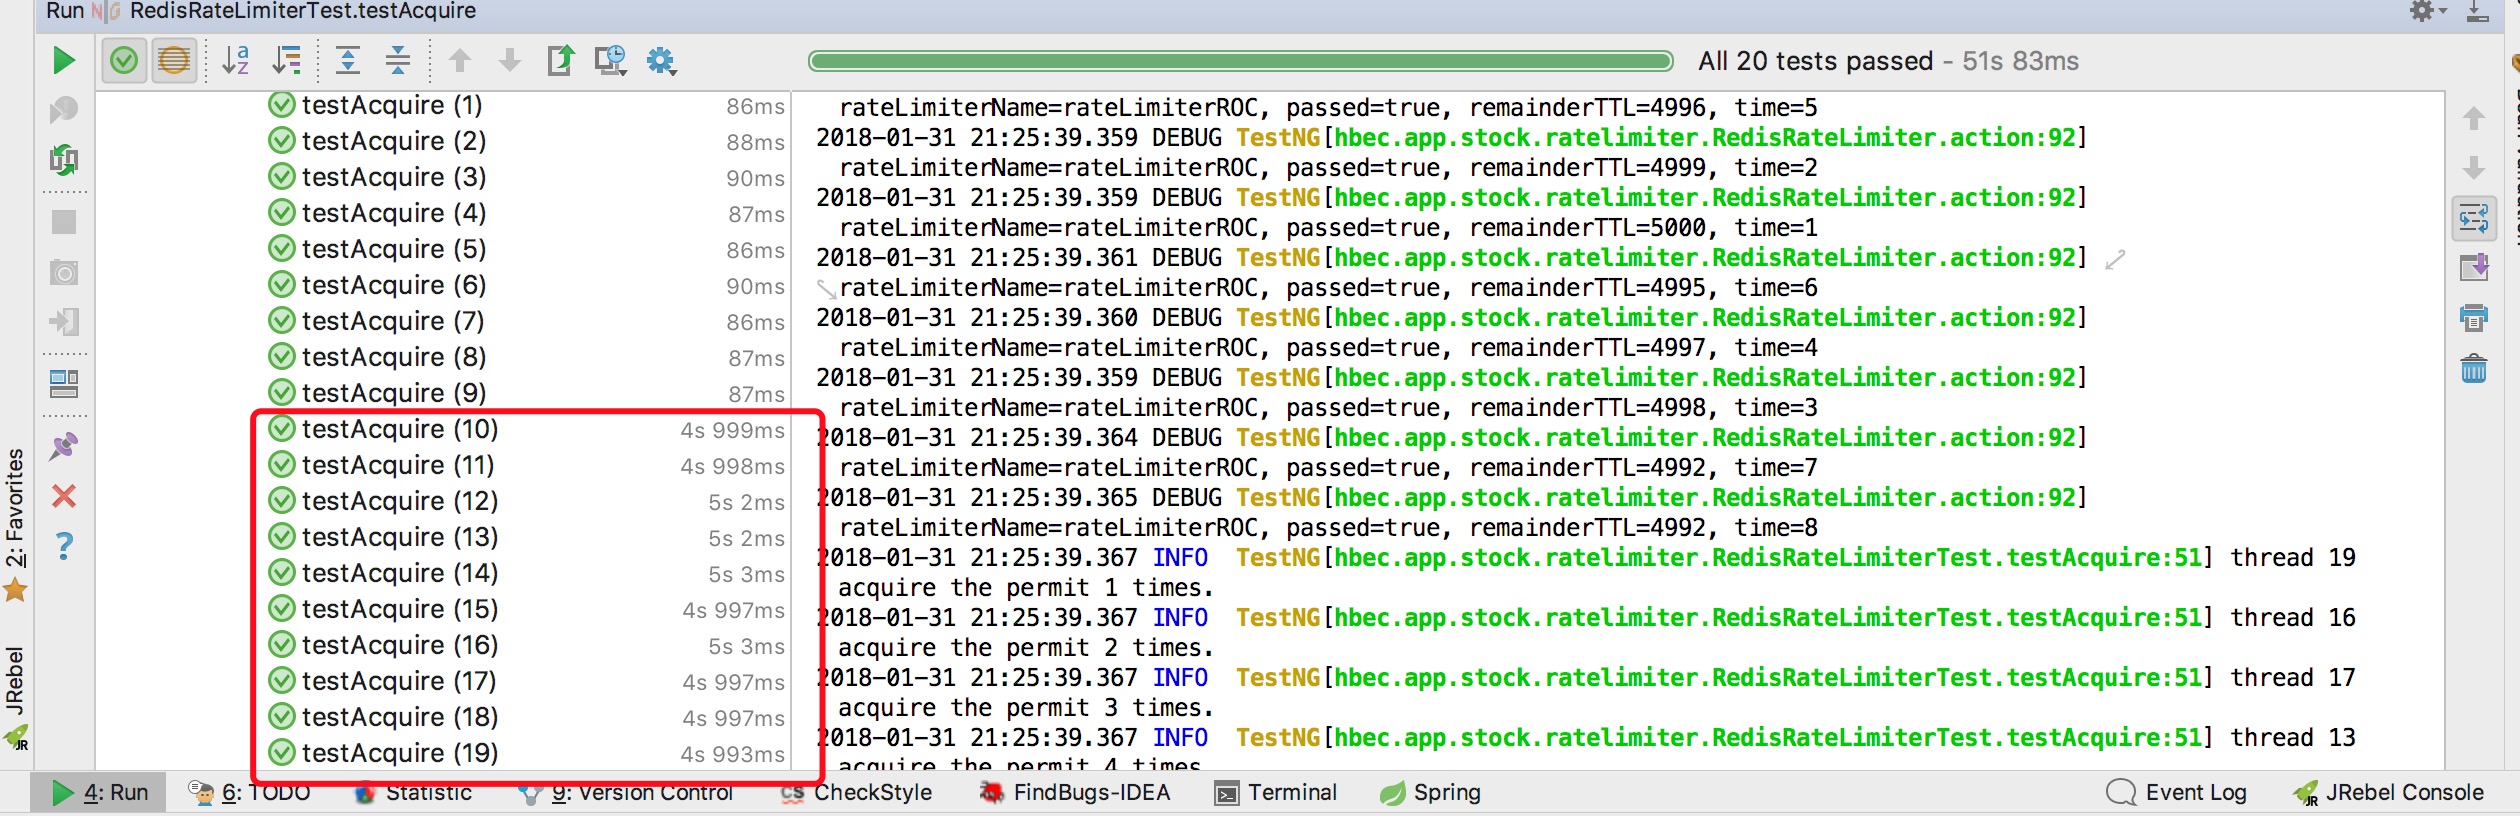 Run RedisRateLimiterTest.testAcquire
All 20 tests passed - 51s 83ms
testAcquire (1) 86ms
testAcquire (2) 88ms
testAcquire (3) 90ms
testAcquire (4) 87ms
testAcquire (5) 86ms
testAcquire (6) 90ms
testAcquire (7) 86ms
testAcquire (8) 87ms
testAcquire (9) 87ms
testAcquire (10) 4s 999ms
testAcquire (11) 4s 998ms
testAcquire (12) 5s 2ms
testAcquire (13) 5s 2ms
testAcquire (14) 5s 3ms
testAcquire (15) 4s 997ms
testAcquire (16) 5s 3ms
testAcquire (17) 4s 997ms
testAcquire (18) 4s 997ms
testAcquire (19) 4s 993ms
rateLimiterName=rateLimiterROC, passed=true, remainderTTL=4996, time=5
2018-01-31 21:25:39.359 DEBUG TestNG[hbec.app.stock.ratelimiter.RedisRateLimiter.action:92]
rateLimiterName=rateLimiterROC, passed=true, remainderTTL=4999, time=2
2018-01-31 21:25:39.359 DEBUG TestNG[hbec.app.stock.ratelimiter.RedisRateLimiter.action:92]
rateLimiterName=rateLimiterROC, passed=true, remainderTTL=5000, time=1
2018-01-31 21:25:39.361 DEBUG TestNG[hbec.app.stock.ratelimiter.RedisRateLimiter.action:92]
rateLimiterName=rateLimiterROC, passed=true, remainderTTL=4995, time=6
2018-01-31 21:25:39.360 DEBUG TestNG[hbec.app.stock.ratelimiter.RedisRateLimiter.action:92]
rateLimiterName=rateLimiterROC, passed=true, remainderTTL=4997, time=4
2018-01-31 21:25:39.359 DEBUG TestNG[hbec.app.stock.ratelimiter.RedisRateLimiter.action:92]
rateLimiterName=rateLimiterROC, passed=true, remainderTTL=4998, time=3
2018-01-31 21:25:39.364 DEBUG TestNG[hbec.app.stock.ratelimiter.RedisRateLimiter.action:92]
rateLimiterName=rateLimiterROC, passed=true, remainderTTL=4992, time=7
2018-01-31 21:25:39.365 DEBUG TestNG[hbec.app.stock.ratelimiter.RedisRateLimiter.action:92]
rateLimiterName=rateLimiterROC, passed=true, remainderTTL=4992, time=8
2018-01-31 21:25:39.367 INFO TestNG[hbec.app.stock.ratelimiter.RedisRateLimiterTest.testAcquire:51] thread 19
acquire the permit 1 times.
2018-01-31 21:25:39.367 INFO TestNG[hbec.app.stock.ratelimiter.RedisRateLimiterTest.testAcquire:51] thread 16
acquire the permit 2 times.
2018-01-31 21:25:39.367 INFO TestNG[hbec.app.stock.ratelimiter.RedisRateLimiterTest.testAcquire:51] thread 17
acquire the permit 3 times.
2018-01-31 21:25:39.367 INFO TestNG[hbec.app.stock.ratelimiter.RedisRateLimiterTest.testAcquire:51] thread 13
acquire the permit 4 times.
2: Favorites
JRebel
4: Run 6: TODO Statistic 9: Version Control CheckStyle FindBugs-IDEA Terminal Spring Event Log JRebel Console